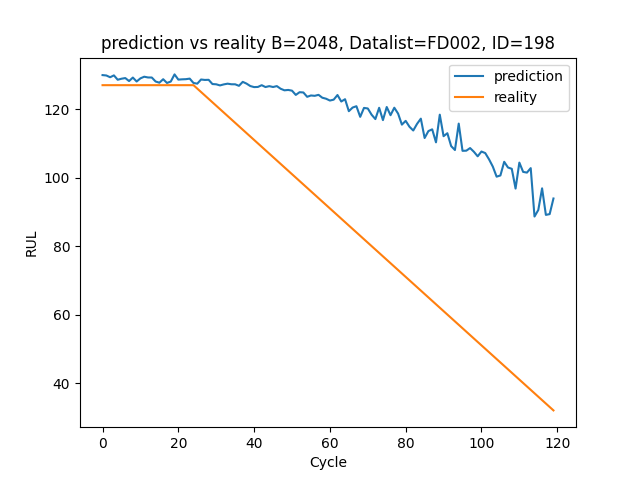 prediction vs reality B=2048, Datalist=FD002, ID=198
prediction
reality
120
100
80
60
40
RUL
0 20 40 60 80 100 120
Cycle